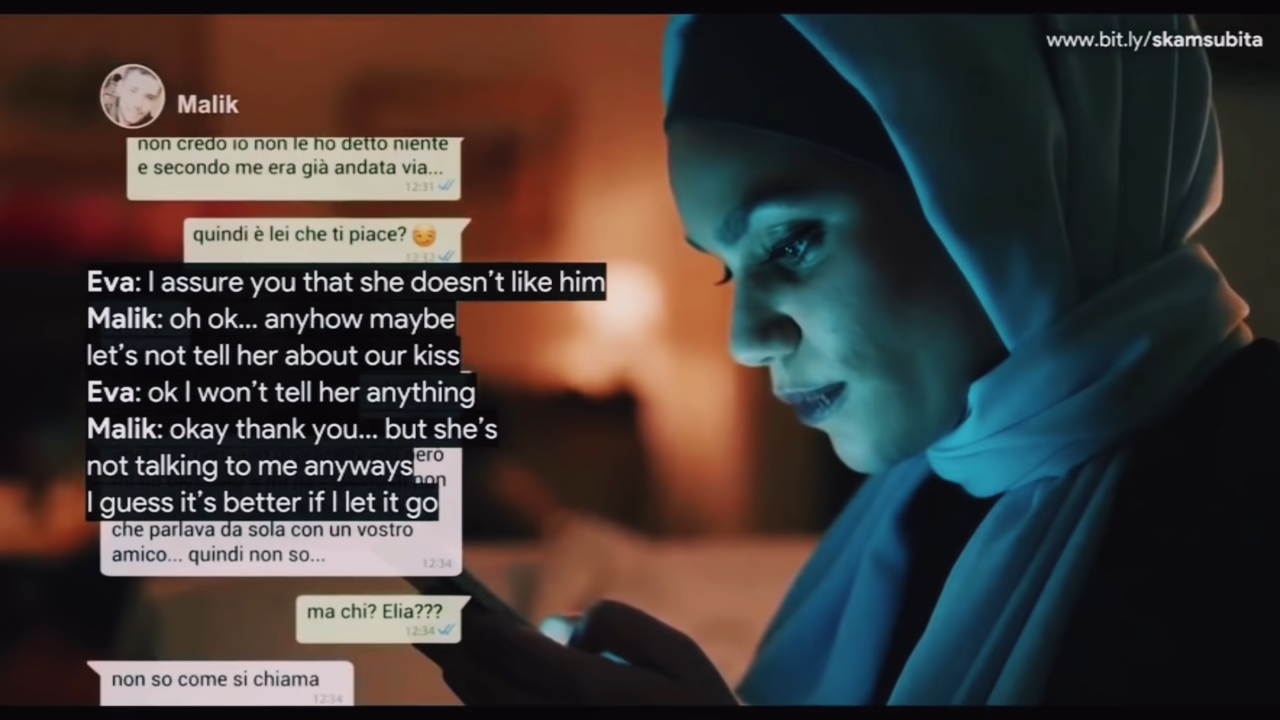 www.bit.ly/skamsubita
Malik
non credo io non le ho detto niente
e secondo me era già andata via...
12:31
quindi è lei che ti piace? 😏
12:32
Eva: I assure you that she doesn't like him
Malik: oh ok... anyhow maybe
let's not tell her about our kiss
Eva: ok I won't tell her anything
Malik: okay thank you... but she's
not talking to me anyways
I guess it's better if I let it go
che parlava da sola con un vostro
amico... quindi non so...
12:34
ma chi? Elia???
12:34
non so come si chiama
12:34